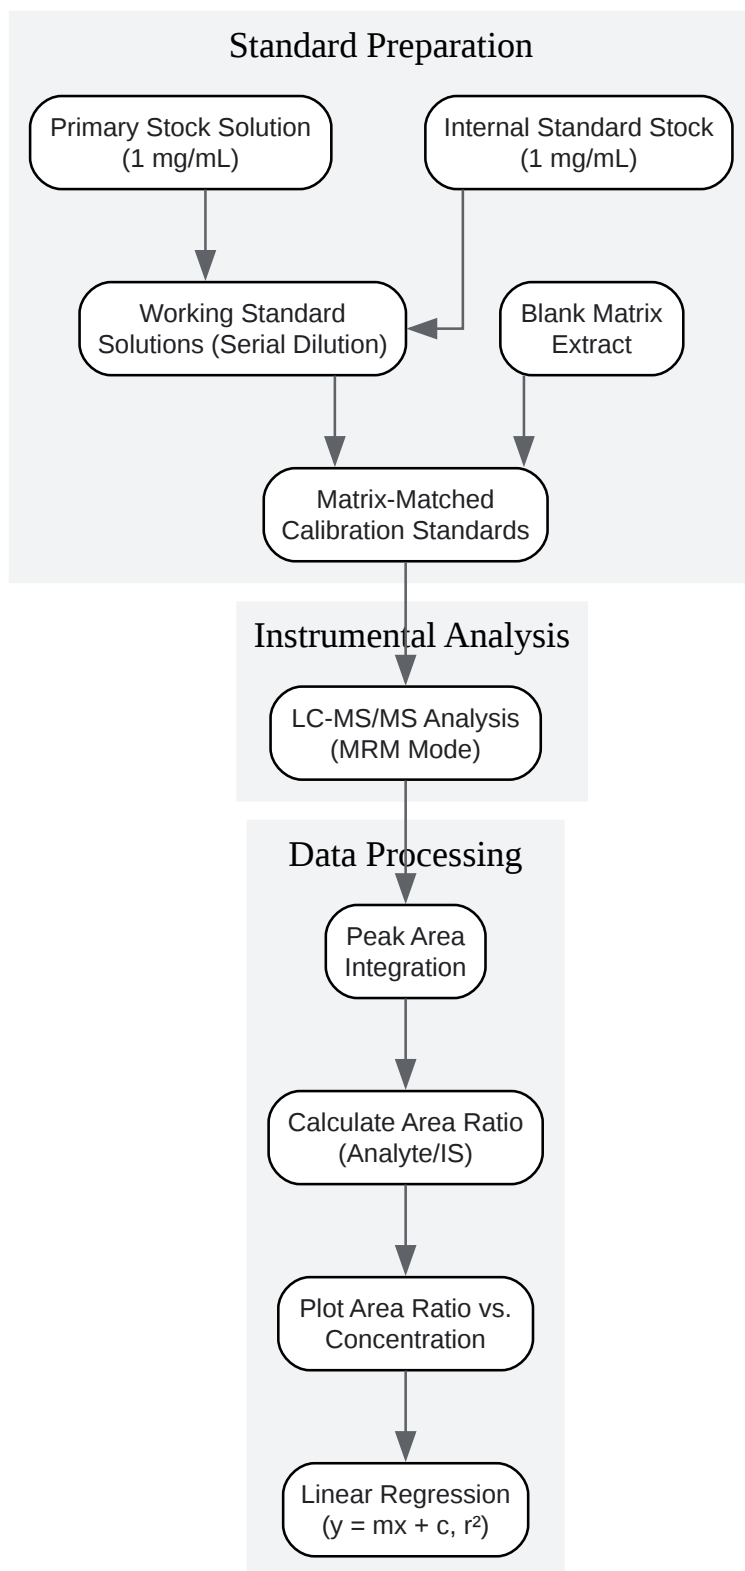 Standard Preparation
Primary Stock Solution
(1 mg/mL)
Internal Standard Stock
(1 mg/mL)
Working Standard
Solutions (Serial Dilution)
Blank Matrix
Extract
Matrix-Matched
Calibration Standards
Instrumental Analysis
LC-MS/MS Analysis
(MRM Mode)
Data Processing
Peak Area
Integration
Calculate Area Ratio
(Analyte/IS)
Plot Area Ratio vs.
Concentration
Linear Regression
(y = mx + c, r²)